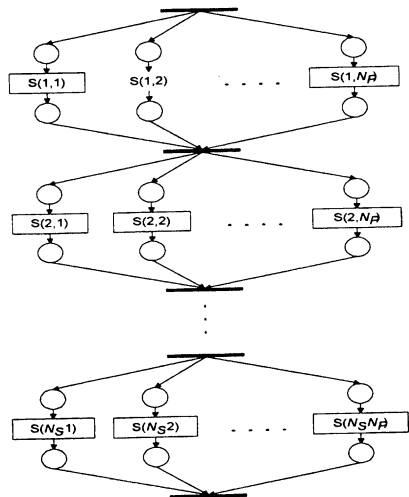 S(1,1) S(1,2) . . . . S(1,NP)
S(2,1) S(2,2) . . . . S(2,NP)
S(NS1) S(NS2) . . . . S(NSNP)